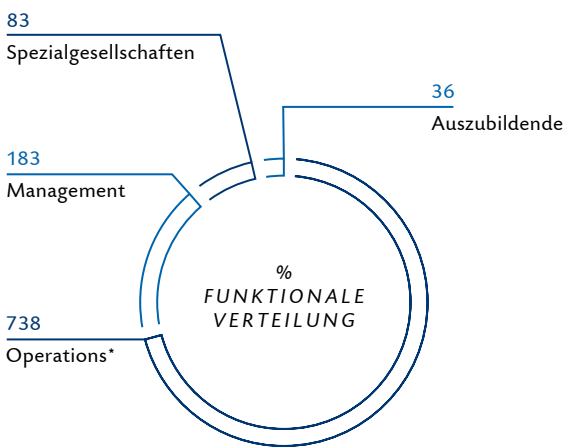 83
Spezialgesellschaften
36
Auszubildende
183
Management
%
FUNKTIONALE
VERTEILUNG
738
Operations*